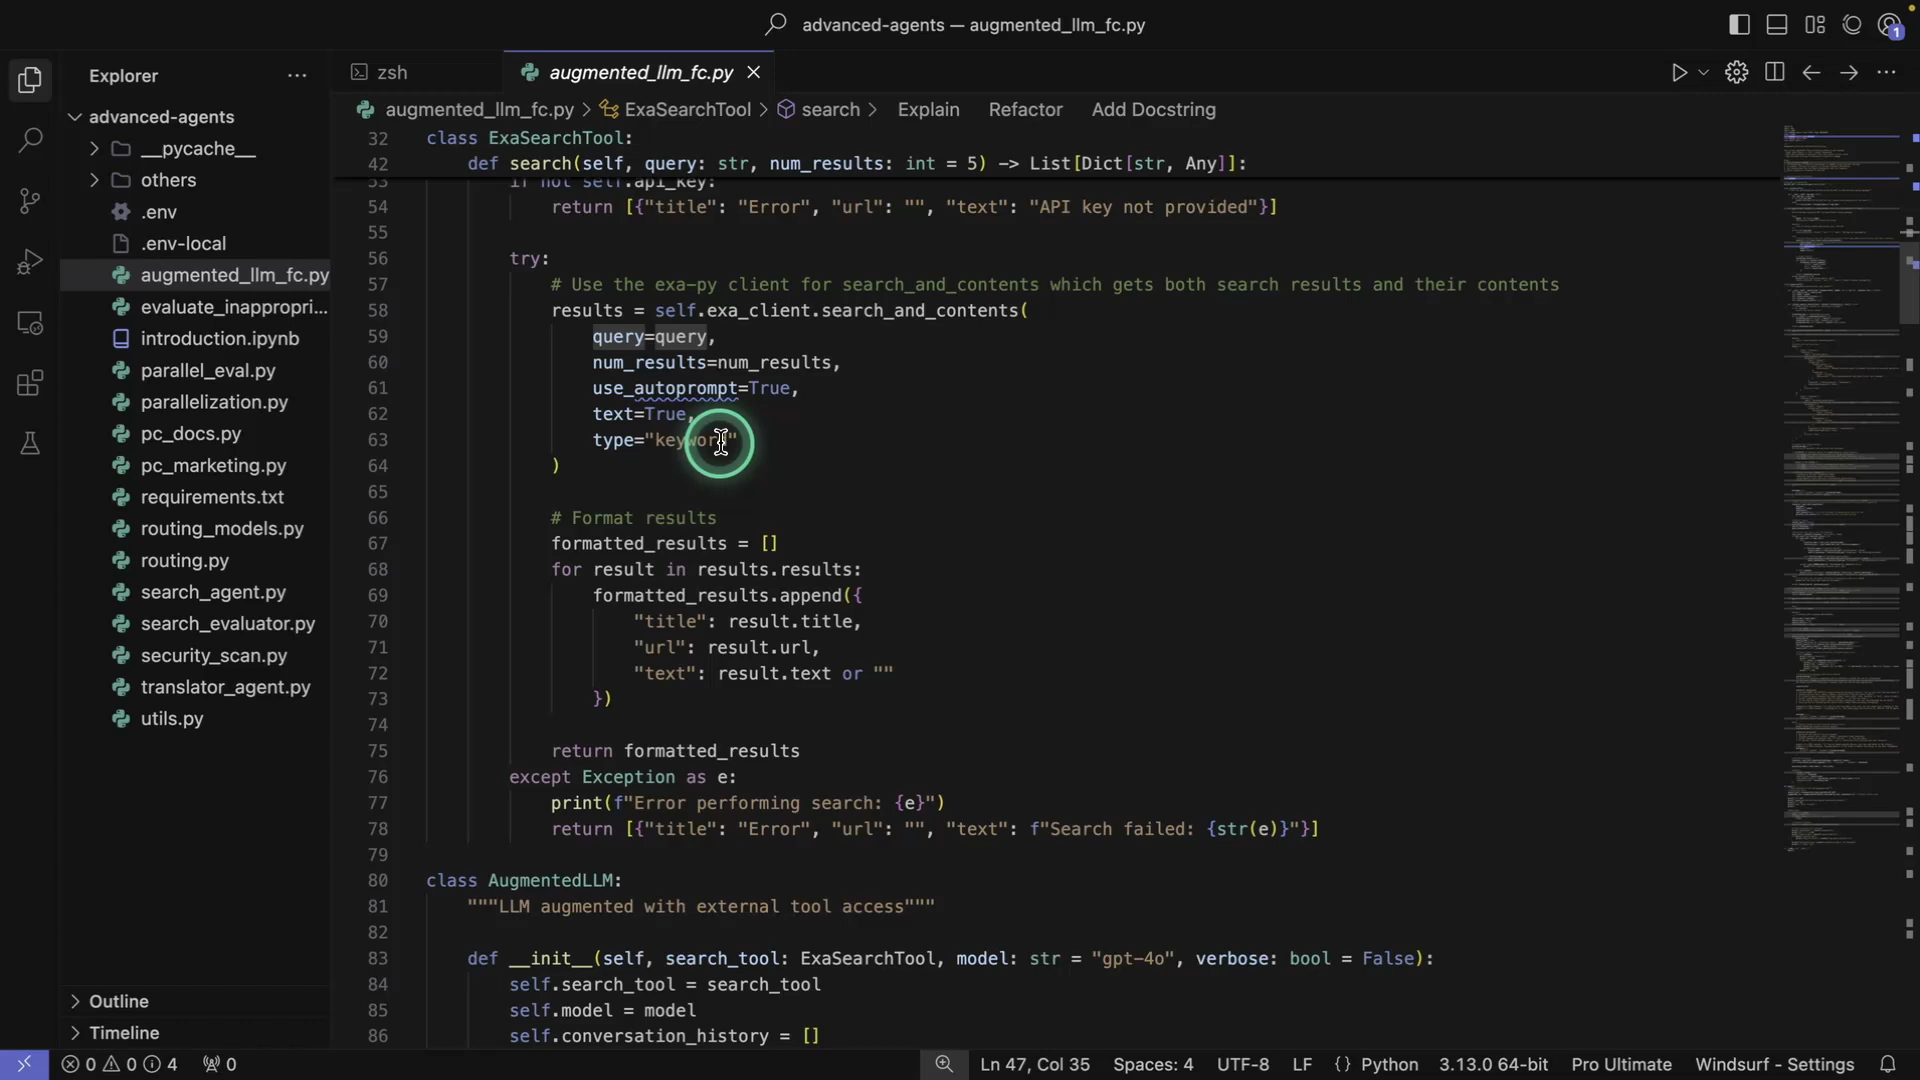 advanced-agents — augmented_llm_fc.py
1
Explorer
zsh
augmented_llm_fc.py
augmented_llm_fc.py > ExaSearchTool > search > Explain Refactor Add Docstring
advanced-agents
__pycache__
others
.env
.env-local
augmented_llm_fc.py
evaluate_inappropri...
introduction.ipynb
parallel_eval.py
parallelization.py
pc_docs.py
pc_marketing.py
requirements.txt
routing_models.py
routing.py
search_agent.py
search_evaluator.py
security_scan.py
translator_agent.py
utils.py
Outline
Timeline
32 class ExaSearchTool:
42 def search(self, query: str, num_results: int = 5) -> List[Dict[str, Any]]:
53 if not self.api_key:
54 return [{"title": "Error", "url": "", "text": "API key not provided"}]
55
56 try:
57 # Use the exa-py client for search_and_contents which gets both search results and their contents
58 results = self.exa_client.search_and_contents(
59 query=query,
60 num_results=num_results,
61 use_autoprompt=True,
62 text=True,
63 type="keyword"
64 )
65
66 # Format results
67 formatted_results = []
68 for result in results.results:
69 formatted_results.append({
70 "title": result.title,
71 "url": result.url,
72 "text": result.text or ""
73 })
74
75 return formatted_results
76 except Exception as e:
77 print(f"Error performing search: {e}")
78 return [{"title": "Error", "url": "", "text": f"Search failed: {str(e)}"}]
79
80 class AugmentedLLM:
81 """LLM augmented with external tool access"""
82
83 def __init__(self, search_tool: ExaSearchTool, model: str = "gpt-4o", verbose: bool = False):
84 self.search_tool = search_tool
85 self.model = model
86 self.conversation_history = []
0 0 4 0 Ln 47, Col 35 Spaces: 4 UTF-8 LF {} Python 3.13.0 64-bit Pro Ultimate Windsurf - Settings